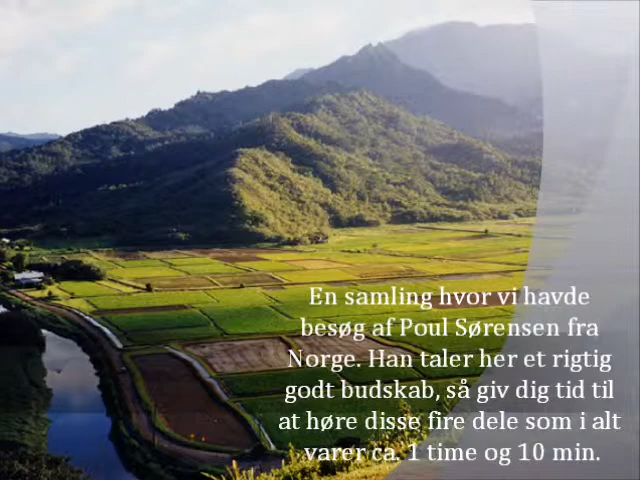 En samling hvor vi havde
besøg af Poul Sørensen fra
Norge. Han taler her et rigtig
godt budskab, så giv dig tid til
at høre disse fire dele som i alt
varer ca. 1 time og 10 min.